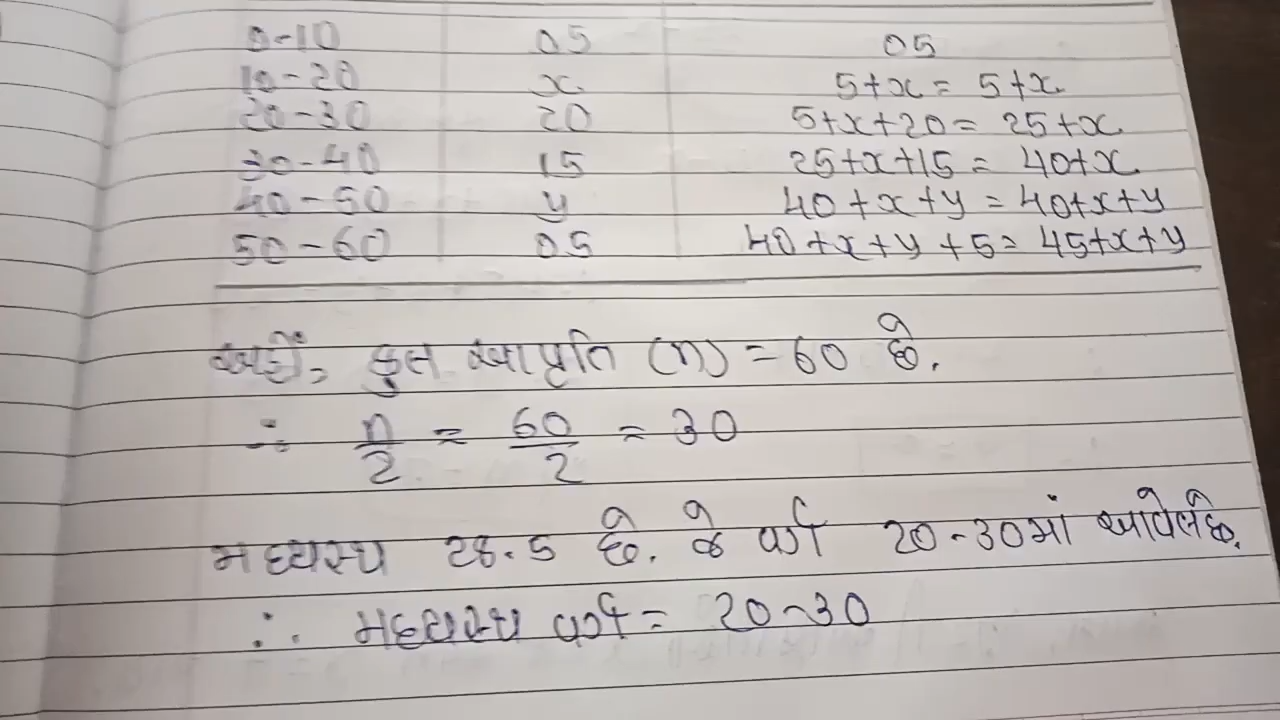 0-10 05 05
10-20 x 5+x = 5+x
20-30 20 5+x+20 = 25+x
30-40 15 25+x+15 = 40+x
40-50 y 40+x+y = 40+x+y
50-60 05 40+x+y+5 = 45+x+y
અહીં, કુલ આવૃત્તિ (n) = 60 છે.
∴ n/2 = 60/2 = 30
મધ્યસ્થ 28.5 છે. જે વર્ગ 20-30માં આવેલ છે.
∴ મધ્યસ્થ વર્ગ = 20-30